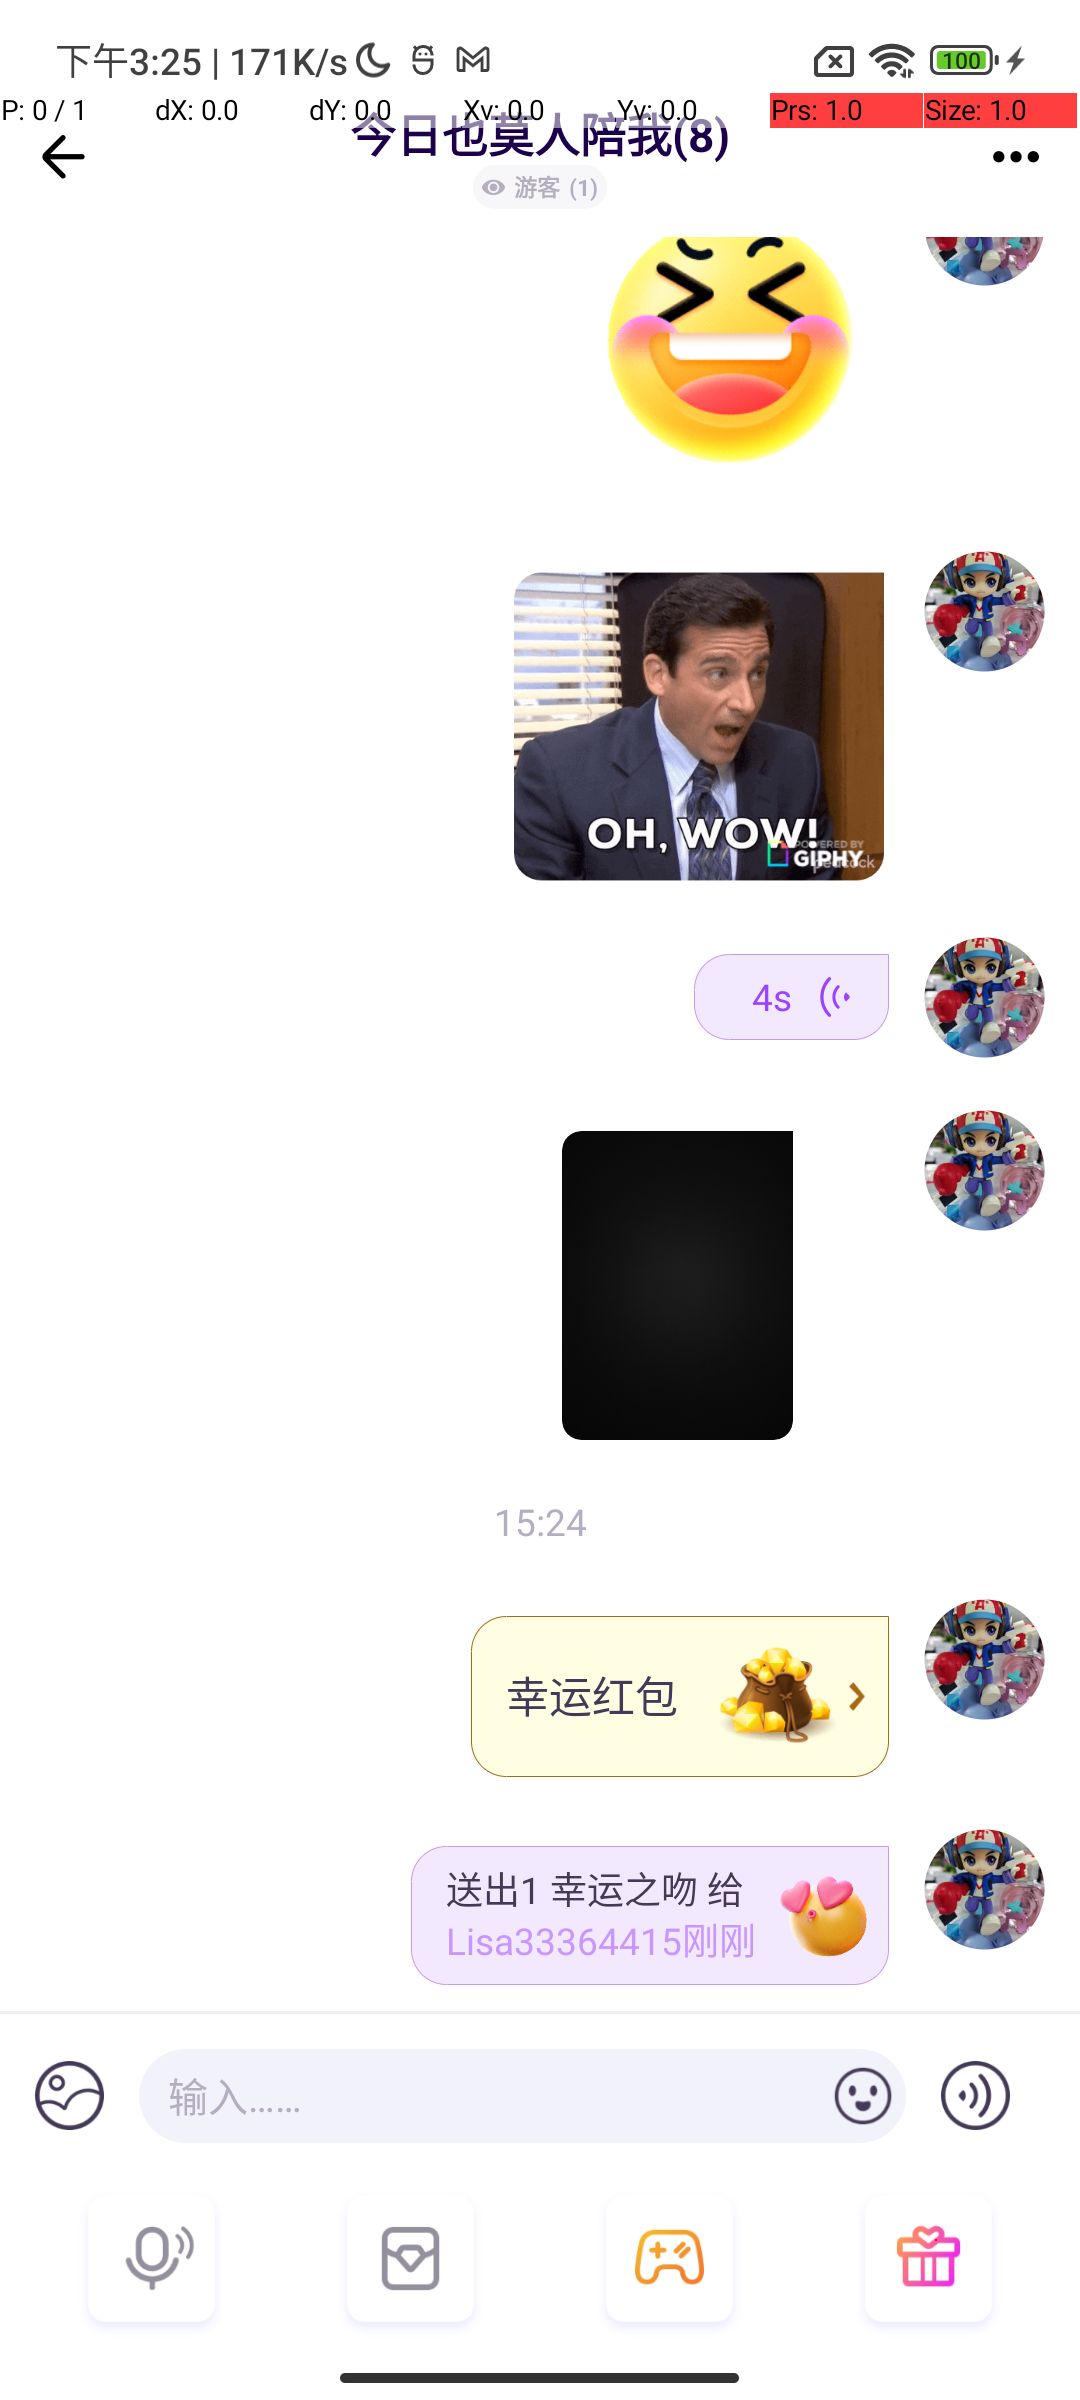 下午3:25 | 171K/s
100
P: 0 / 1 dX: 0.0 dY: 0.0 Xv: 0.0 Yv: 0.0 Prs: 1.0 Size: 1.0
今日也莫人陪我(8)
游客 (1)
OH, WOW!
POWERED BY
GIPHY
peacock
4s
15:24
幸运红包
送出1 幸运之吻 给
Lisa33364415刚刚
输入......